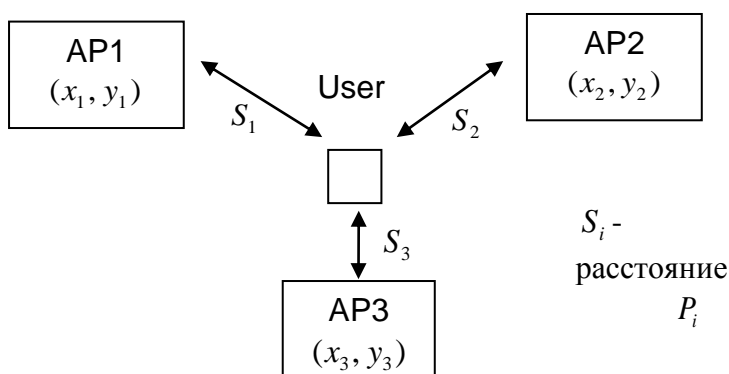 AP1
(x₁, y₁)
User
AP2
(x₂, y₂)
S₁
S₂
S₃
AP3
(x₃, y₃)
Sᵢ -
расстояние
Pᵢ